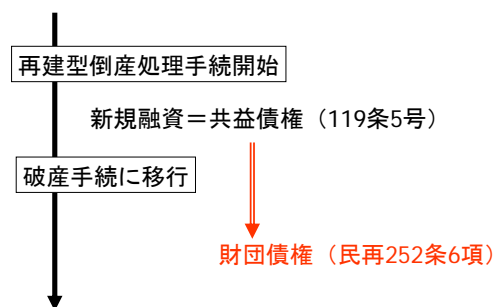 再建型倒産処理手続開始
新規融資＝共益債権（119条5号）
破産手続に移行
財団債権（民再252条6項）